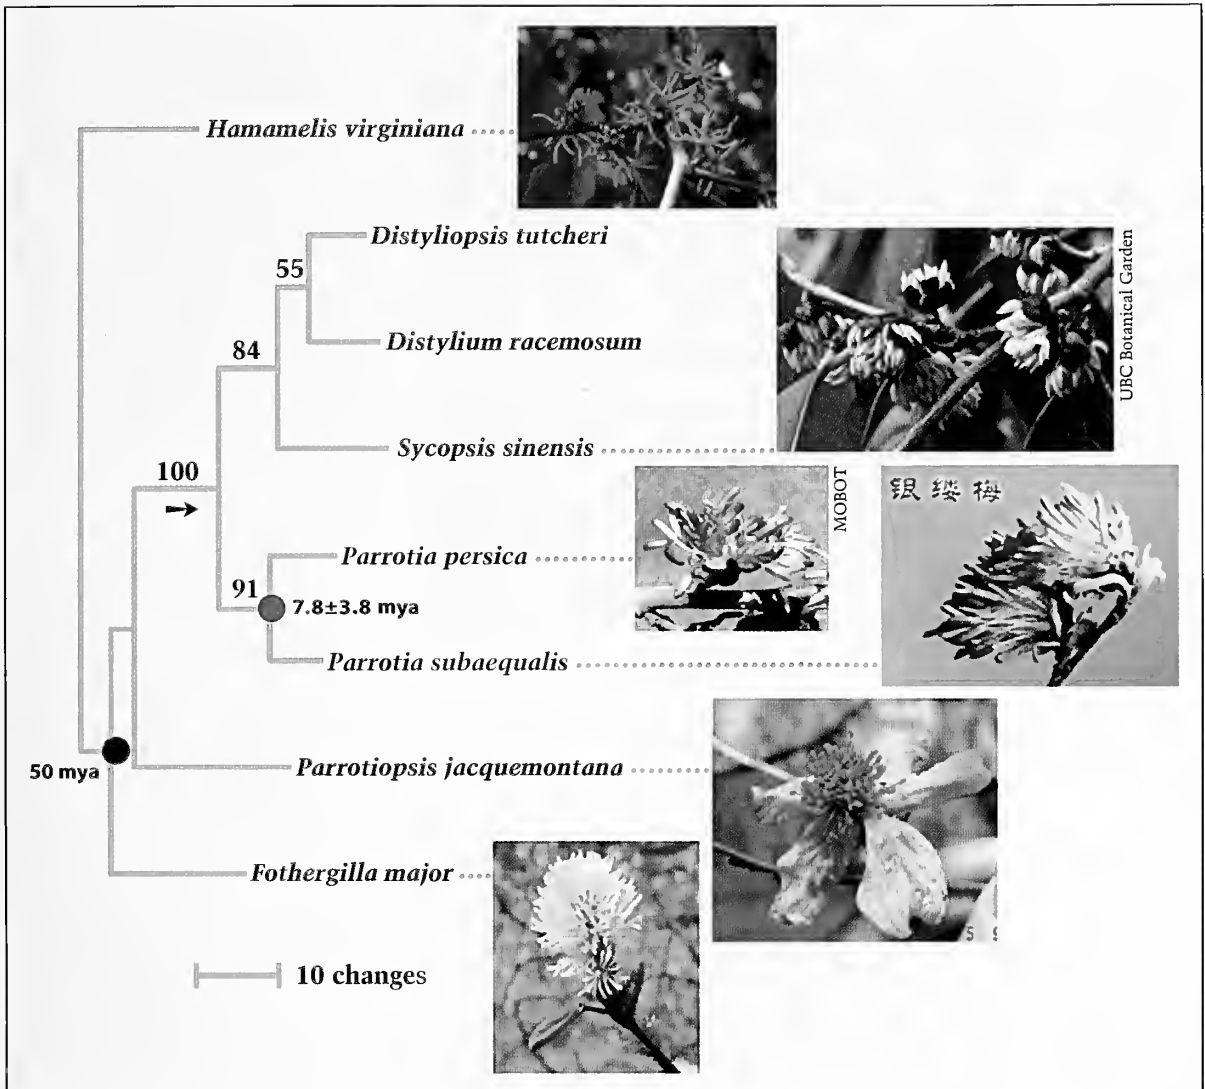 Hamamelis virginiana
Distyliopsis tutcheri
55
UBC Botanical Garden
Distylium racemosum
84
Sycopsis sinensis
100
MOBOT
银缕梅
Parrotia persica
91
7.8±3.8 mya
Parrotia subaequalis
50 mya
Parrotiopsis jacquemontana
Fothergilla major
5
10 changes